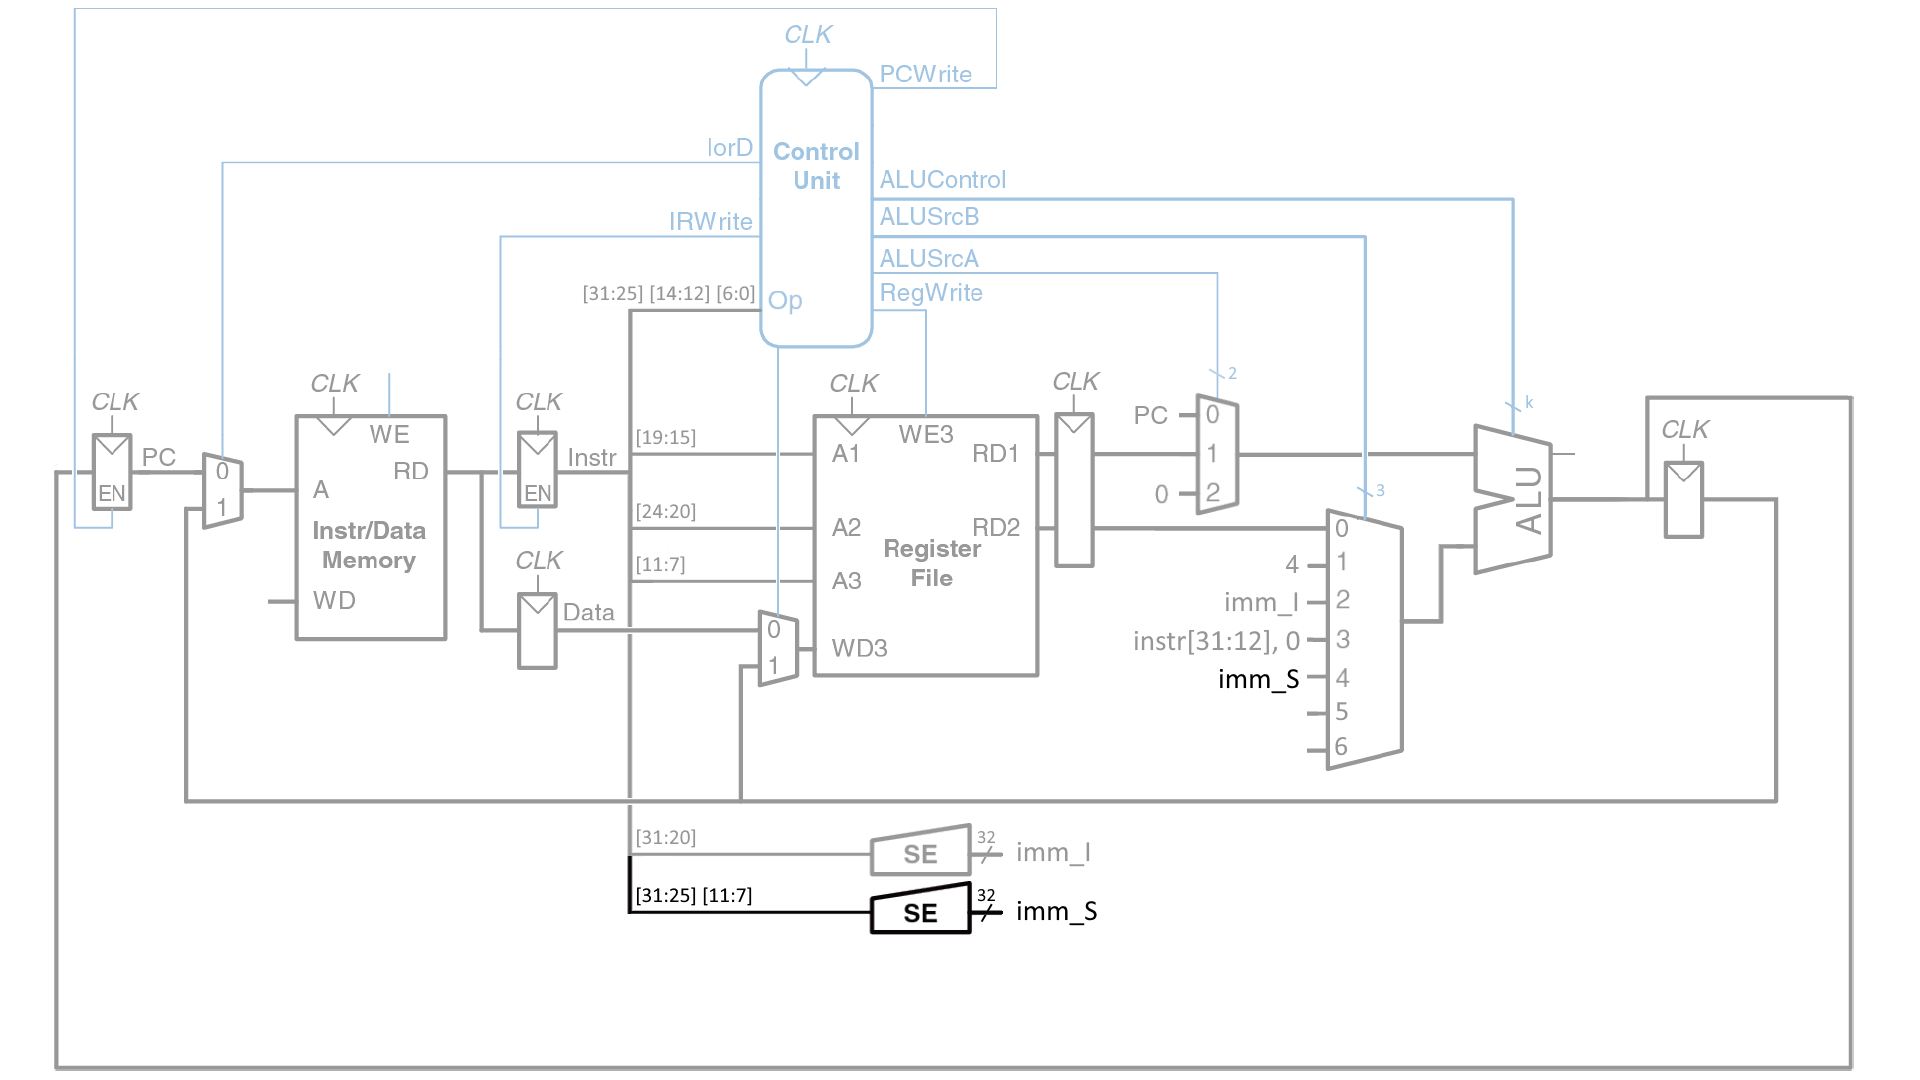 CLK
PCWrite
IorD
Control
Unit
ALUControl
IRWrite
ALUSrcB
ALUSrcA
[31:25] [14:12] [6:0]
Op
RegWrite
2
CLK
CLK
CLK
CLK
CLK
PC
0
k
WE
[19:15]
WE3
CLK
PC
0
RD
Instr
A1
RD1
1
EN
1
A
EN
[24:20]
0
2
3
ALU
Instr/Data
Memory
A2
RD2
0
Register
File
CLK
[11:7]
A3
4
1
WD
Data
0
imm_I
2
1
WD3
instr[31:12], 0
3
imm_S
4
5
6
[31:20]
SE
32
imm_I
[31:25] [11:7]
SE
32
imm_S